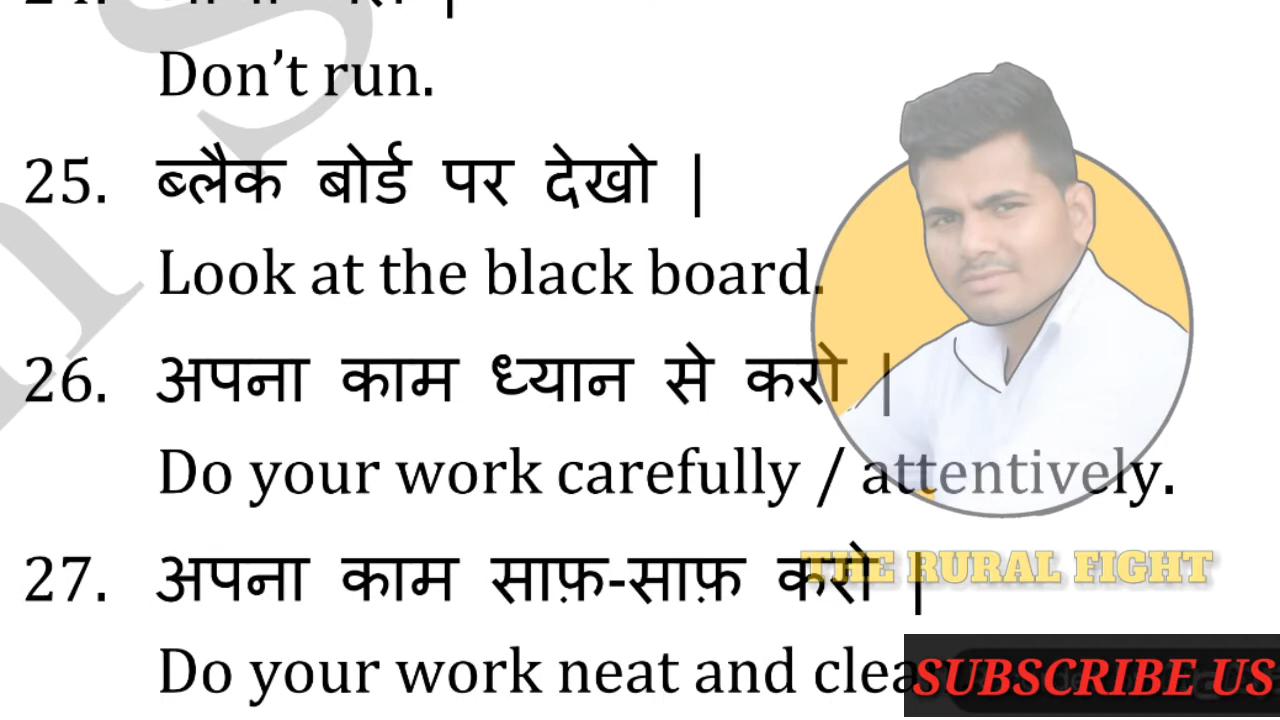 Don’t run.
25. ब्लैक बोर्ड पर देखो |
Look at the black board.
26. अपना काम ध्यान से करो |
Do your work carefully / attentively.
27. अपना काम साफ़-साफ़ करो |
THE RURAL FIGHT
Do your work neat and
SUBSCRIBE US